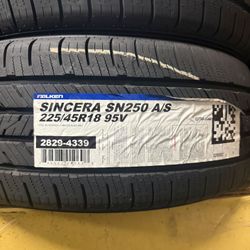 FALKEN
SINCERA SN250 A/S
225/45R18 95V
2829-4339